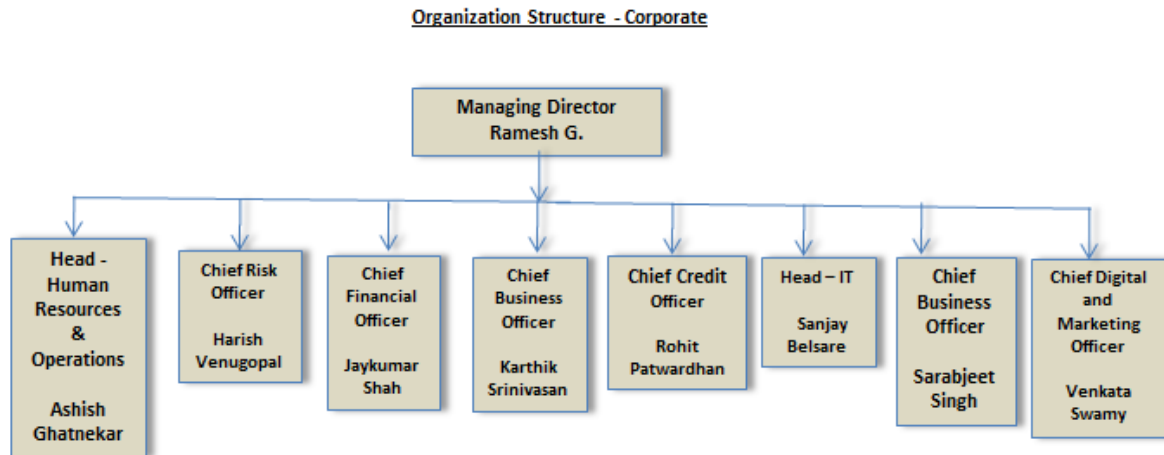 Organization Structure - Corporate
Managing Director
Ramesh G.
Head -
Human
Resources
&
Operations
Ashish
Ghatnekar
Chief Risk
Officer
Harish
Venugopal
Chief
Financial
Officer
Jaykumar
Shah
Chief
Business
Officer
Karthik
Srinivasan
Chief Credit
Officer
Rohit
Patwardhan
Head – IT
Sanjay
Belsare
Chief
Business
Officer
Sarabjeet
Singh
Chief Digital
and
Marketing
Officer
Venkata
Swamy